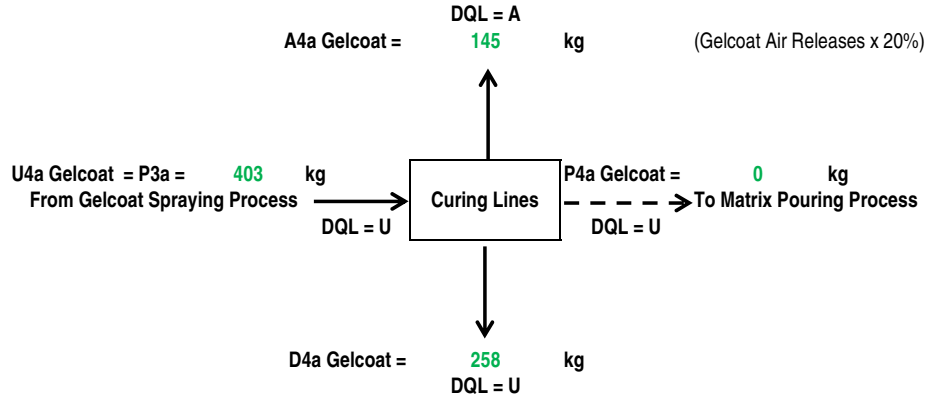 DQL = A
A4a Gelcoat = 145 kg (Gelcoat Air Releases x 20%)
U4a Gelcoat = P3a = 403 kg
From Gelcoat Spraying Process
DQL = U
Curing Lines
P4a Gelcoat = 0 kg
To Matrix Pouring Process
DQL = U
D4a Gelcoat = 258 kg
DQL = U